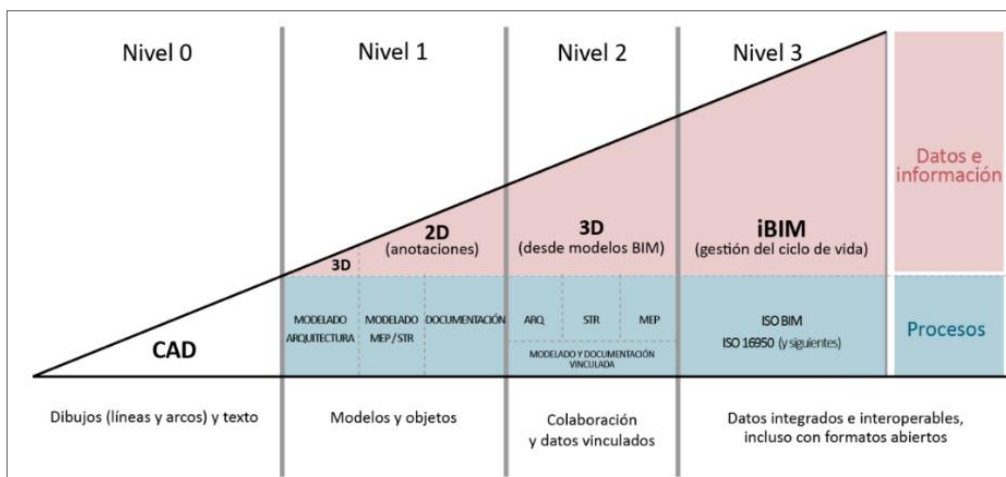 Nivel 0
Nivel 1
Nivel 2
Nivel 3
Datos e
información
2D
(anotaciones)
3D
3D
(desde modelos BIM)
iBIM
(gestión del ciclo de vida)
CAD
MODELADO
ARQUITECTURA
MODELADO
MEP / STR
DOCUMENTACIÓN
ARQ
STR
MEP
MODELADO Y DOCUMENTACIÓN
VINCULADA
ISO BIM
ISO 16950 (y siguientes)
Procesos
Dibujos (líneas y arcos) y texto
Modelos y objetos
Colaboración
y datos vinculados
Datos integrados e interoperables,
incluso con formatos abiertos